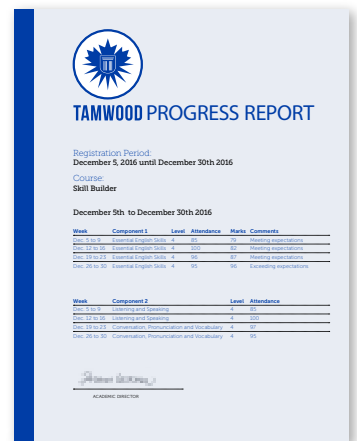 TAMWOOD PROGRESS REPORT
Registration Period:
December 5, 2016 until December 30th 2016
Course:
Skill Builder
December 5th to December 30th 2016
Week Component 1 Level Attendance Marks Comments
Dec. 5 to 9 Essential English Skills 4 85 79 Meeting expectations
Dec. 12 to 16 Essential English Skills 4 100 82 Meeting expectations
Dec. 19 to 23 Essential English Skills 4 96 87 Meeting expectations
Dec. 26 to 30 Essential English Skills 4 95 96 Exceeding expectations
Week Component 2 Level Attendance
Dec. 5 to 9 Listening and Speaking 4 85
Dec. 12 to 16 Listening and Speaking 4 100
Dec. 19 to 23 Conversation, Pronunciation and Vocabulary 4 97
Dec. 26 to 30 Conversation, Pronunciation and Vocabulary 4 95
ACADEMIC DIRECTOR